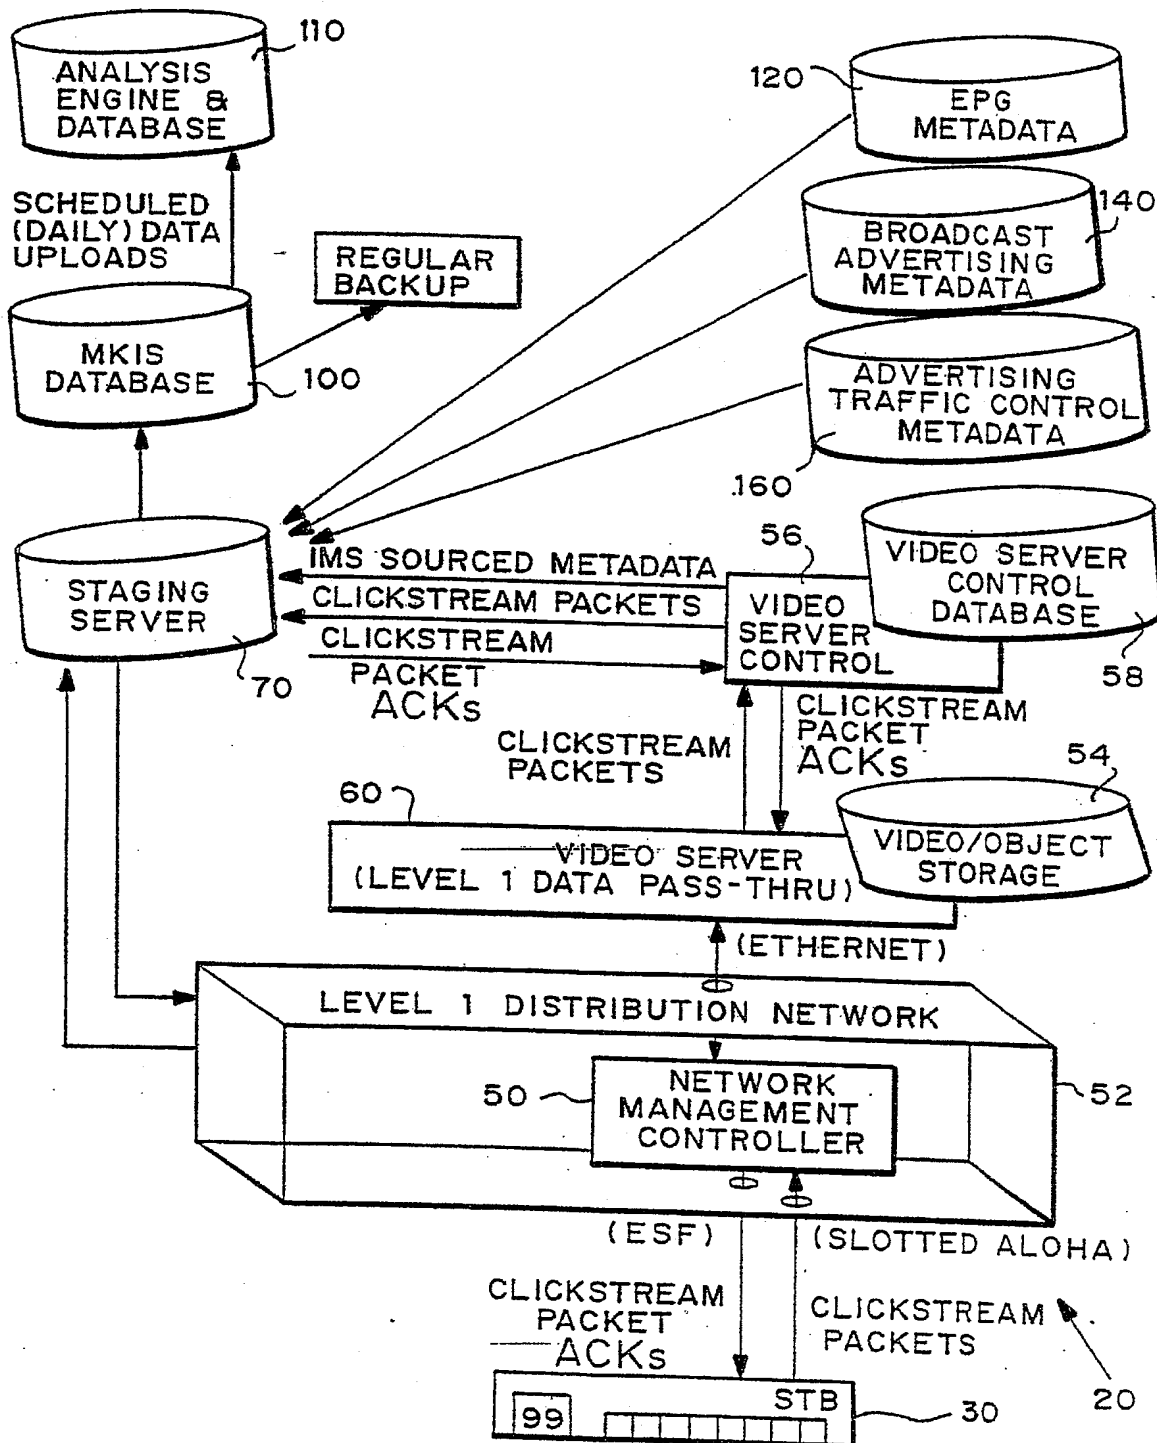 110
ANALYSIS
ENGINE &
DATABASE
120
EPG
METADATA
SCHEDULED
(DAILY) DATA
UPLOADS
REGULAR
BACKUP
140
BROADCAST
ADVERTISING
METADATA
MKIS
DATABASE
100
ADVERTISING
TRAFFIC CONTROL
METADATA
160
STAGING
SERVER
70
IMS SOURCED METADATA
CLICKSTREAM PACKETS
CLICKSTREAM
PACKET
ACKs
56
VIDEO
SERVER
CONTROL
VIDEO SERVER
CONTROL
DATABASE
58
CLICKSTREAM
PACKETS
CLICKSTREAM
PACKET
ACKs
54
VIDEO/OBJECT
STORAGE
60
VIDEO SERVER
(LEVEL 1 DATA PASS-THRU)
(ETHERNET)
LEVEL 1 DISTRIBUTION NETWORK
50
NETWORK
MANAGEMENT
CONTROLLER
52
(ESF)
(SLOTTED ALOHA)
CLICKSTREAM
PACKET
ACKs
CLICKSTREAM
PACKETS
20
STB
99
30